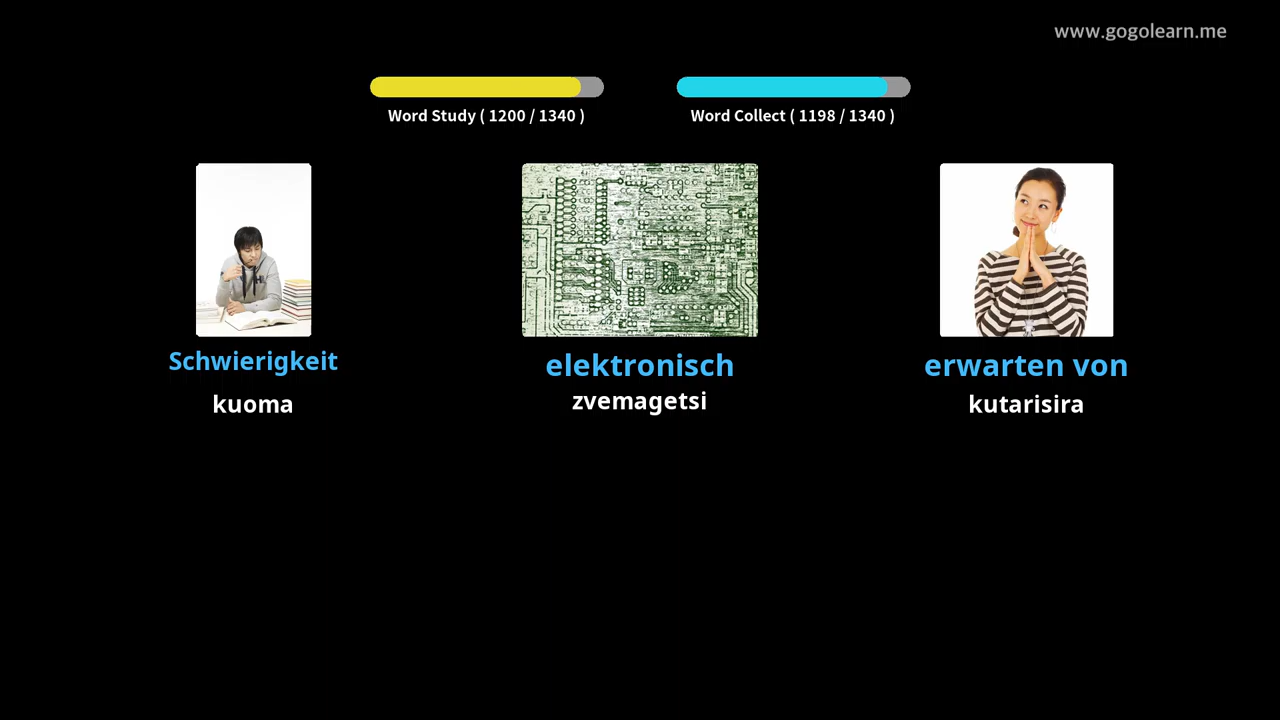 www.gogolearn.me
Word Study ( 1200 / 1340 )
Word Collect ( 1198 / 1340 )
Schwierigkeit
kuoma
elektronisch
zvemagetsi
erwarten von
kutarisira